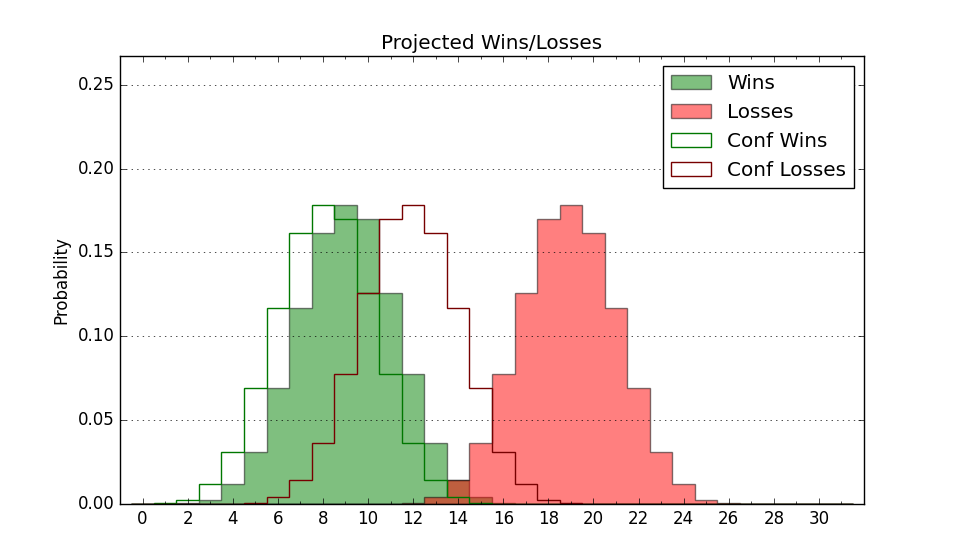 Projected Wins/Losses
0.25
0.20
0.15
0.10
0.05
0.00
Probability
Wins
Losses
Conf Wins
Conf Losses
0 2 4 6 8 10 12 14 16 18 20 22 24 26 28 30